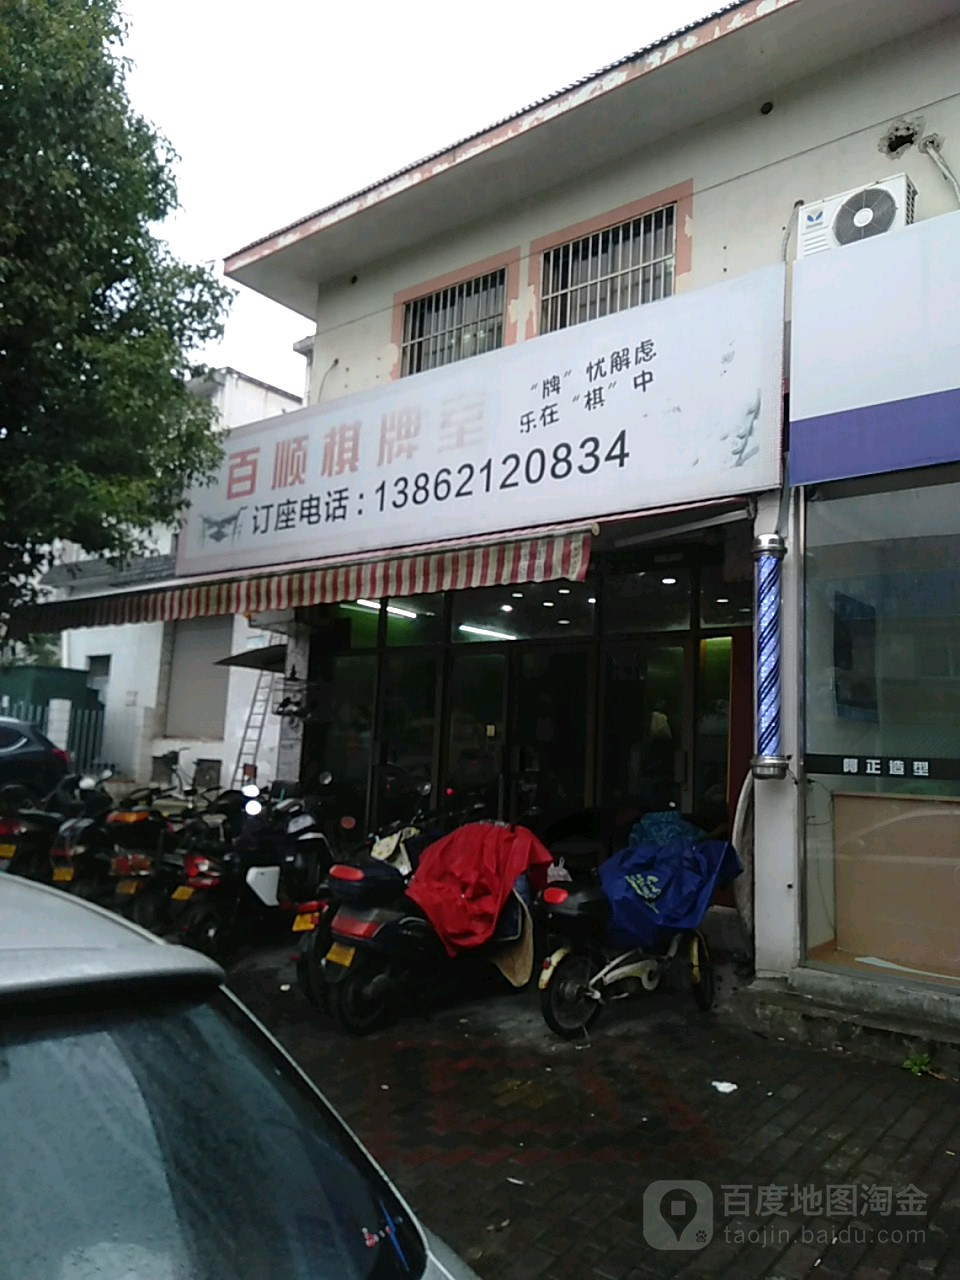 百顺棋牌室
"牌"忧解虑
乐在"棋"中
订座电话:13862120834
正造型
百度地图淘金
taojin.baidu.com